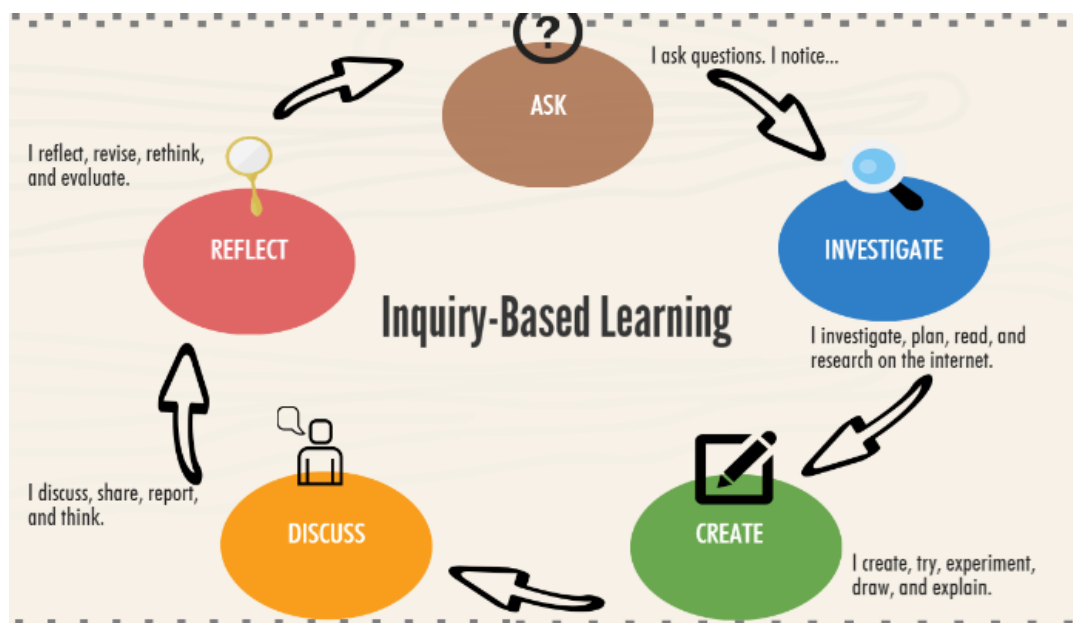 ?
ASK
I ask questions. I notice...
INVESTIGATE
I investigate, plan, read, and
research on the internet.
CREATE
I create, try, experiment,
draw, and explain.
DISCUSS
I discuss, share, report,
and think.
REFLECT
I reflect, revise, rethink,
and evaluate.
Inquiry-Based Learning